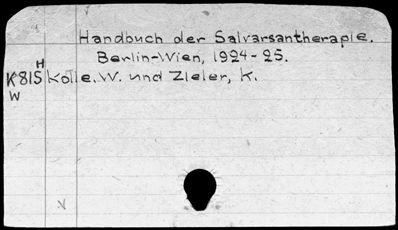 Handbuch der Salvarsantherapie.
Berlin-Wien, 1924-25.
H
K815 Kolle, W. und Zieler, K.
W